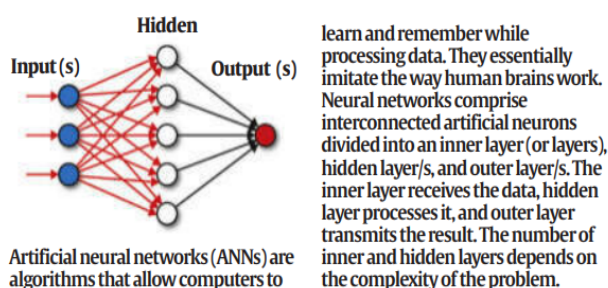 Hidden
Input (s)
Output (s)
Artificial neural networks (ANNs) are
algorithms that allow computers to
learn and remember while
processing data. They essentially
imitate the way human brains work.
Neural networks comprise
interconnected artificial neurons
divided into an inner layer (or layers),
hidden layer/s, and outer layer/s. The
inner layer receives the data, hidden
layer processes it, and outer layer
transmits the result. The number of
inner and hidden layers depends on
the complexity of the problem.